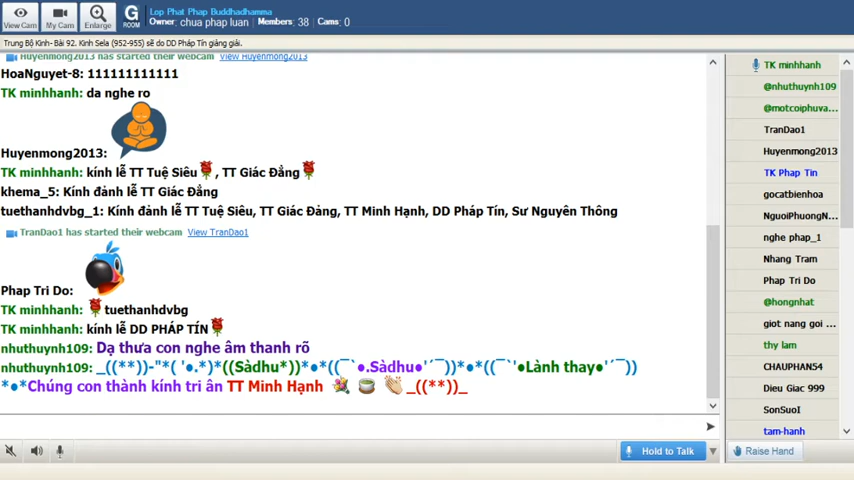 Lop Phat Phap Buddhadhamma
Owner: chua phap luan Members: 38 Cams: 0
View Cam My Cam Enlarge G ROOM
Trung Bộ Kinh- Bài 92. Kinh Sela (952-955) sẽ do DD Pháp Tín giảng giải.
Huyenmong2013 has started their webcam View Huyenmong2013
HoaNguyet-8: 111111111111
TK minhhanh: da nghe ro
Huyenmong2013:
TK minhhanh: kính lễ TT Tuệ Siêu , TT Giác Đẳng
khema_5: Kính đảnh lễ TT Giác Đẳng
tuethanhdvbg_1: Kính đảnh lễ TT Tuệ Siêu, TT Giác Đảng, TT Minh Hạnh, DD Pháp Tín, Sư Nguyên Thông
TranDao1 has started their webcam View TranDao1
Phap Tri Do:
TK minhhanh: tuethanhdvbg
TK minhhanh: kính lễ DD PHÁP TÍN
nhuthuynh109: Dạ thưa con nghe âm thanh rõ
nhuthuynh109: _((**))-"*( '●.*)*((Sàdhu*))*●*((¯`●.Sàdhu●'´¯))*●*((¯`'●Lành thay●'´¯))
*●*Chúng con thành kính tri ân TT Minh Hạnh _((**))_
Hold to Talk
TK minhhanh
@nhuthuynh109
@motcoiphuva...
TranDao1
Huyenmong2013
TK Phap Tin
gocatbienhoa
NguoiPhuongN...
nghe phap_1
Nhang Tram
Phap Tri Do
@hongnhat
giot nang goi ...
thy lam
CHAUPHAN54
Dieu Giac 999
SonSuoI
tam-hanh
Raise Hand